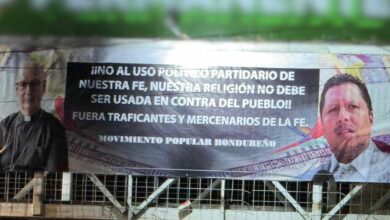 ¡¡NO AL USO POLÍTICO PARTIDARIO DE
NUESTRA FE, NUESTRA RELIGIÓN NO DEBE
SER USADA EN CONTRA DEL PUEBLO!!
FUERA TRAFICANTES Y MERCENARIOS DE LA FE.
MOVIMIENTO POPULAR HONDUREÑO